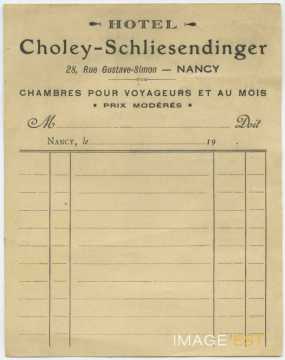 HOTEL
Choley-Schliesendinger
28, Rue Gustave-Simon — NANCY
CHAMBRES POUR VOYAGEURS ET AU MOIS
• PRIX MODÉRÉS •
M Doit
NANCY, le 19 .
IMAGE'EST